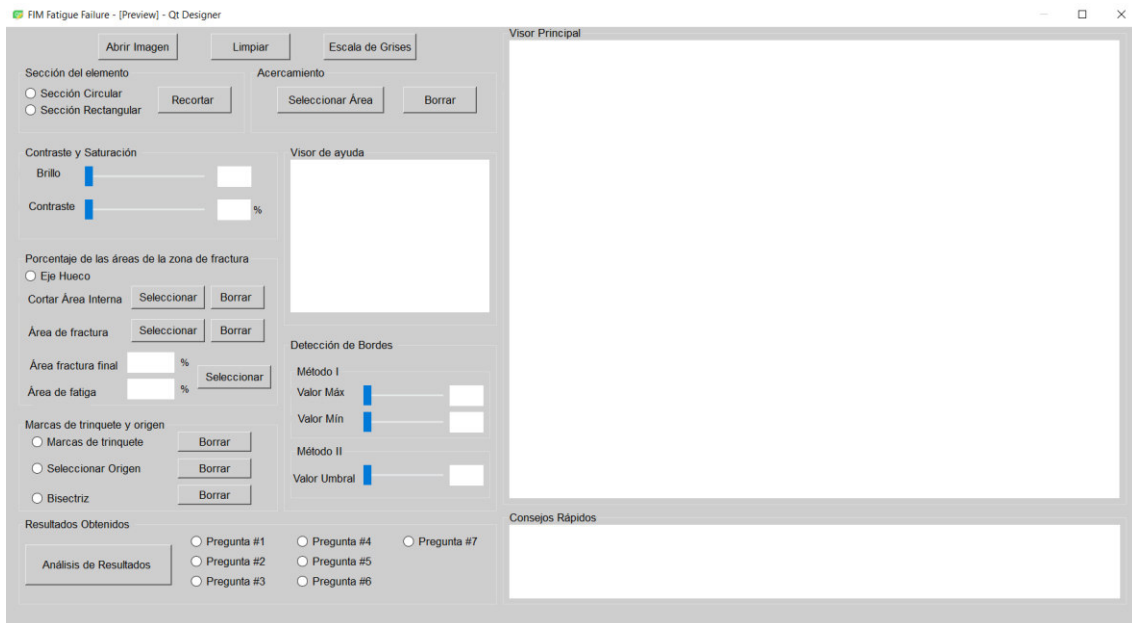 FIM Fatigue Failure - [Preview] - Qt Designer
Abrir Imagen
Limpiar
Escala de Grises
Sección del elemento
Sección Circular
Sección Rectangular
Recortar
Acercamiento
Seleccionar Área
Borrar
Contraste y Saturación
Brillo
Contraste
%
Visor de ayuda
Porcentaje de las áreas de la zona de fractura
Eje Hueco
Cortar Área Interna
Seleccionar
Borrar
Área de fractura
Seleccionar
Borrar
Área fractura final
%
Área de fatiga
%
Seleccionar
Detección de Bordes
Método I
Valor Máx
Valor Mín
Método II
Valor Umbral
Marcas de trinquete y origen
Marcas de trinquete
Borrar
Seleccionar Origen
Borrar
Bisectriz
Borrar
Resultados Obtenidos
Análisis de Resultados
Pregunta #1
Pregunta #2
Pregunta #3
Pregunta #4
Pregunta #5
Pregunta #6
Pregunta #7
Visor Principal
Consejos Rápidos